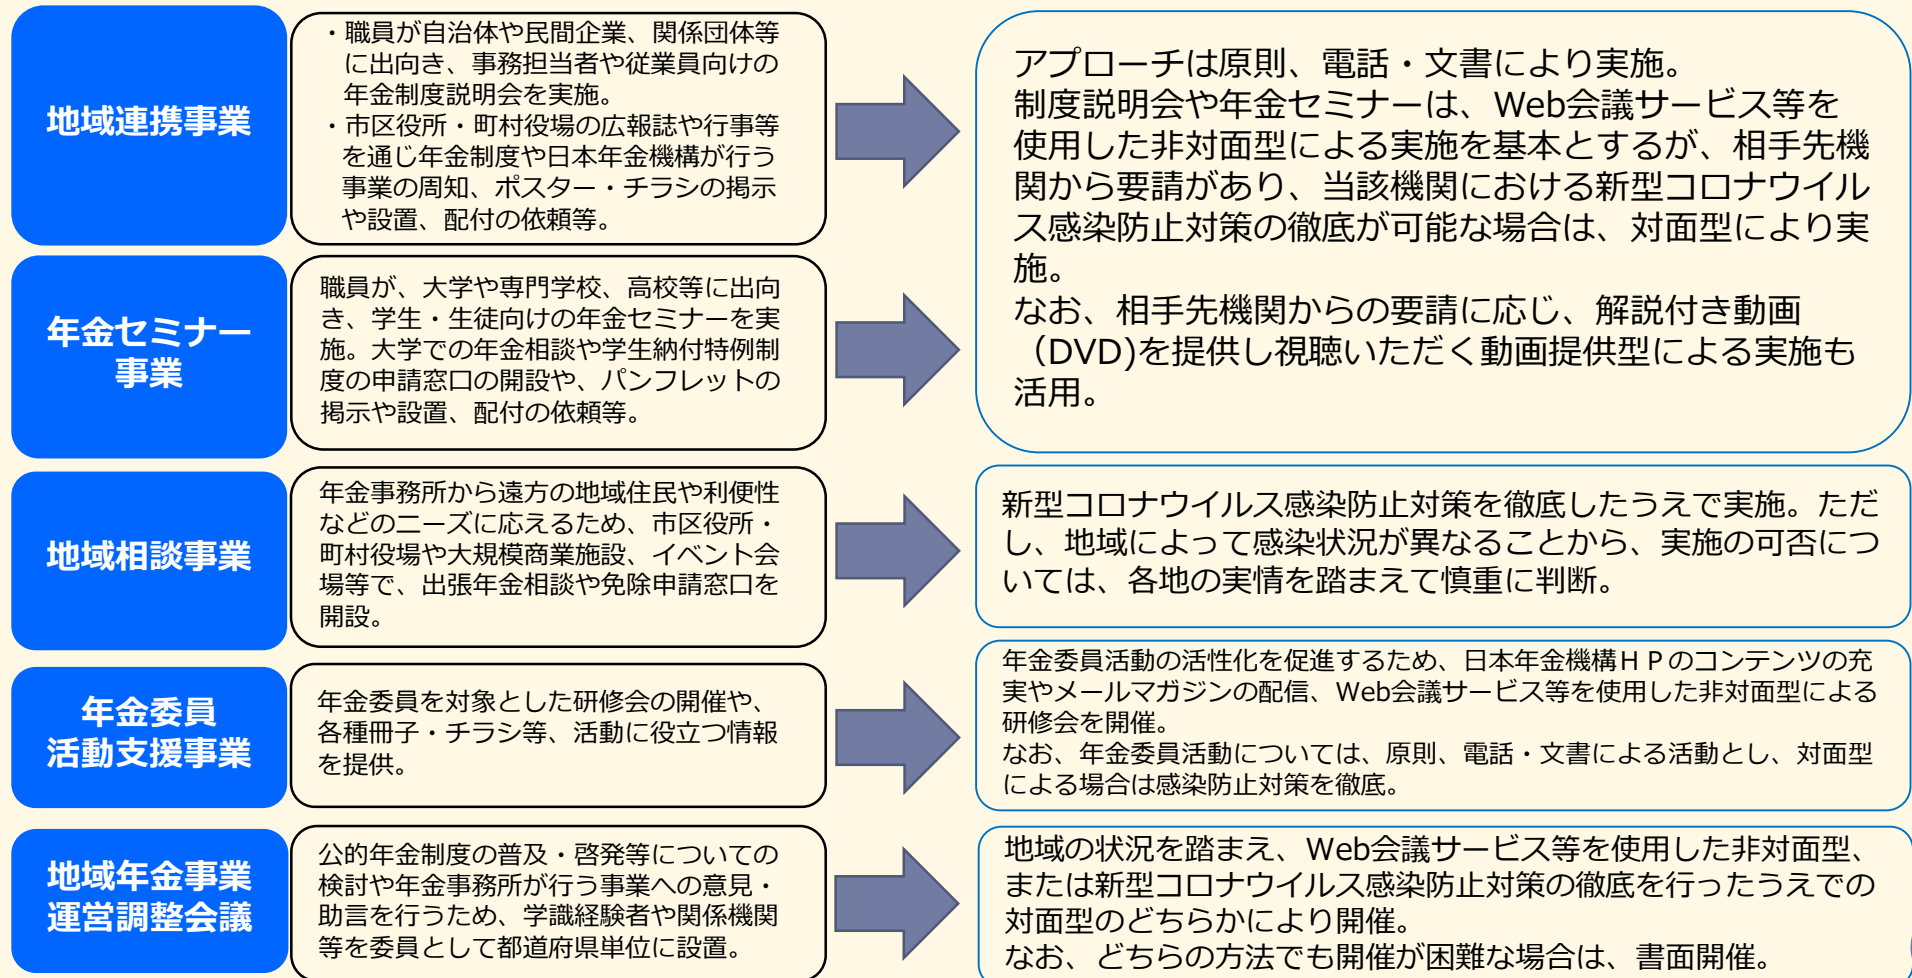 地域連携事業
・職員が自治体や民間企業、関係団体等
に出向き、事務担当者や従業員向けの
年金制度説明会を実施。
・市区役所・町村役場の広報誌や行事等
を通じ年金制度や日本年金機構が行う
事業の周知、ポスター・チラシの掲示
や設置、配付の依頼等。
アプローチは原則、電話・文書により実施。
制度説明会や年金セミナーは、Web会議サービス等を
使用した非対面型による実施を基本とするが、相手先機
関から要請があり、当該機関における新型コロナウイル
ス感染防止対策の徹底が可能な場合は、対面型により実
施。
なお、相手先機関からの要請に応じ、解説付き動画
（DVD)を提供し視聴いただく動画提供型による実施も
活用。
年金セミナー
事業
職員が、大学や専門学校、高校等に出向
き、学生・生徒向けの年金セミナーを実
施。大学での年金相談や学生納付特例制
度の申請窓口の開設や、パンフレットの
掲示や設置、配付の依頼等。
地域相談事業
年金事務所から遠方の地域住民や利便性
などのニーズに応えるため、市区役所・
町村役場や大規模商業施設、イベント会
場等で、出張年金相談や免除申請窓口を
開設。
新型コロナウイルス感染防止対策を徹底したうえで実施。ただ
し、地域によって感染状況が異なることから、実施の可否につ
いては、各地の実情を踏まえて慎重に判断。
年金委員
活動支援事業
年金委員を対象とした研修会の開催や、
各種冊子・チラシ等、活動に役立つ情報
を提供。
年金委員活動の活性化を促進するため、日本年金機構ＨＰのコンテンツの充
実やメールマガジンの配信、Web会議サービス等を使用した非対面型による
研修会を開催。
なお、年金委員活動については、原則、電話・文書による活動とし、対面型
による場合は感染防止対策を徹底。
地域年金事業
運営調整会議
公的年金制度の普及・啓発等についての
検討や年金事務所が行う事業への意見・
助言を行うため、学識経験者や関係機関
等を委員として都道府県単位に設置。
地域の状況を踏まえ、Web会議サービス等を使用した非対面型、
または新型コロナウイルス感染防止対策の徹底を行ったうえでの
対面型のどちらかにより開催。
なお、どちらの方法でも開催が困難な場合は、書面開催。